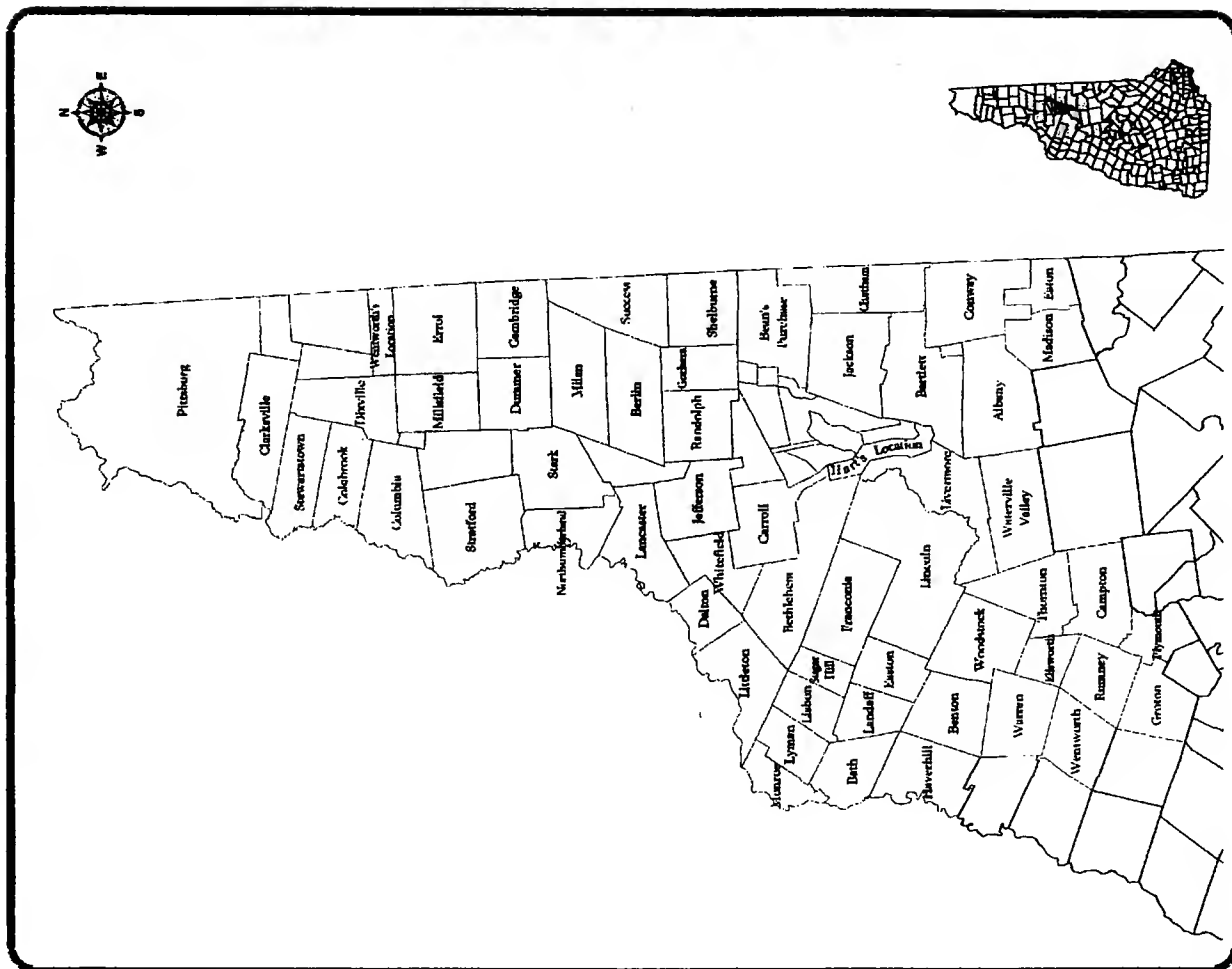 N
W
E
S
Pittsburg
Clarksville
Stewartstown
Colebrook
Dixville
Wentworth's
Location
Columbia
Millsfield
Errol
Stratford
Dummer
Cambridge
Stark
Northumberland
Milan
Success
Berlin
Lancaster
Jefferson
Randolph
Gorham
Shelburne
Dalton
Whitefield
Carroll
Bean's
Purchase
Littleton
Bethlehem
Jackson
Chatham
Monroe
Lyman
Lisbon
Sugar
Hill
Franconia
Hart's Location
Bartlett
Bath
Landaff
Easton
Lincoln
Livermore
Conway
Albany
Haverhill
Benton
Woodstock
Waterville
Valley
Madison
Eaton
Warren
Ellsworth
Thornton
Wentworth
Rumney
Campton
Groton
Plymouth